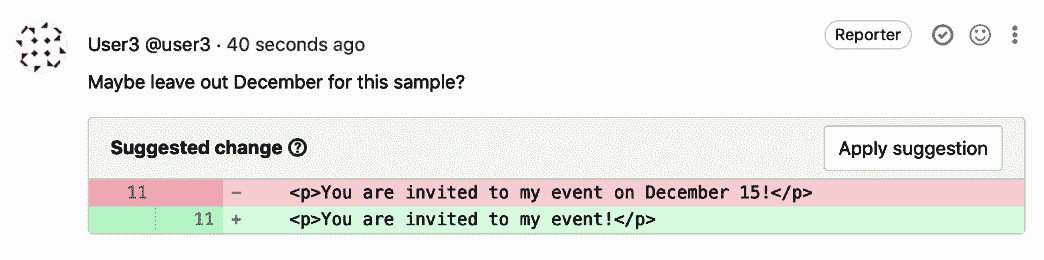 User3 @user3 · 40 seconds ago
Reporter
Maybe leave out December for this sample?
Suggested change
Apply suggestion
11 - <p>You are invited to my event on December 15!</p>
11 + <p>You are invited to my event!</p>